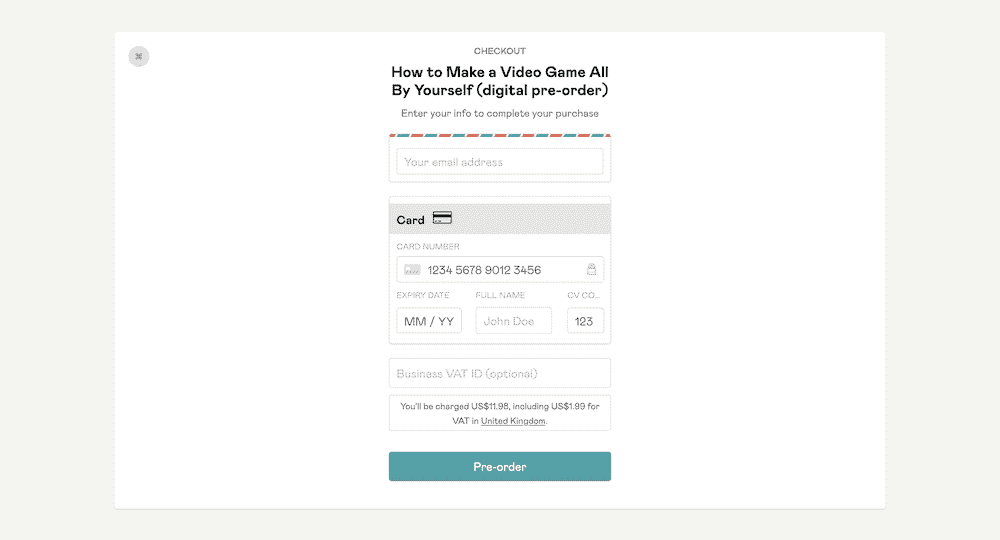 CHECKOUT
How to Make a Video Game All
By Yourself (digital pre-order)
Enter your info to complete your purchase
Your email address
Card
CARD NUMBER
1234 5678 9012 3456
EXPIRY DATE FULL NAME CV CO...
MM / YY John Doe 123
Business VAT ID (optional)
You'll be charged US$11.98, including US$1.99 for
VAT in United Kingdom.
Pre-order